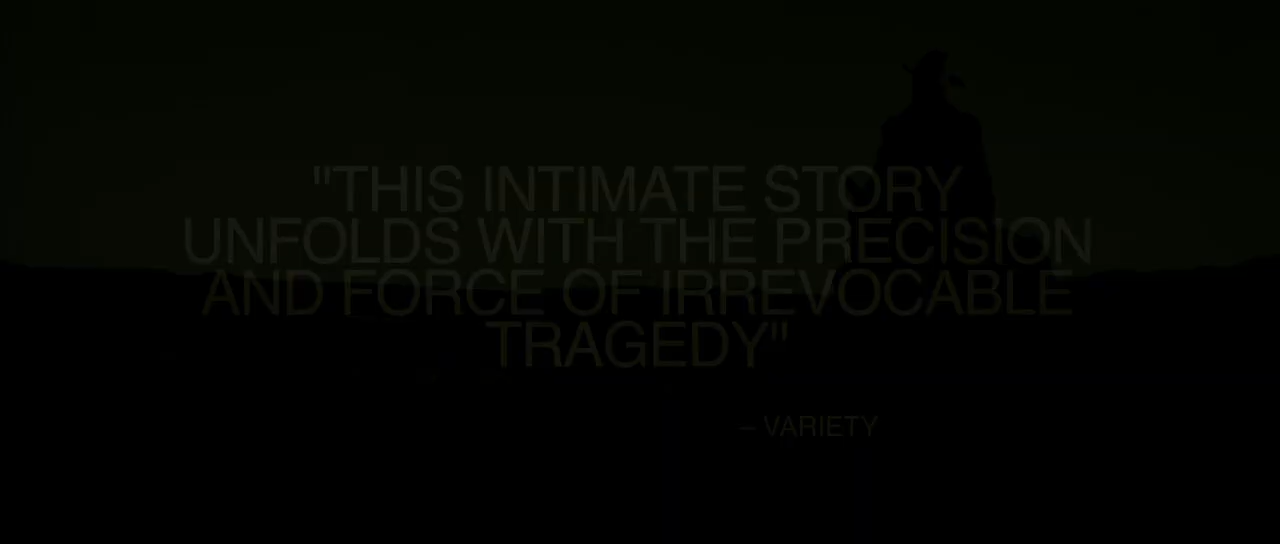 "THIS INTIMATE STORY
UNFOLDS WITH THE PRECISION
AND FORCE OF IRREVOCABLE
TRAGEDY"
– VARIETY